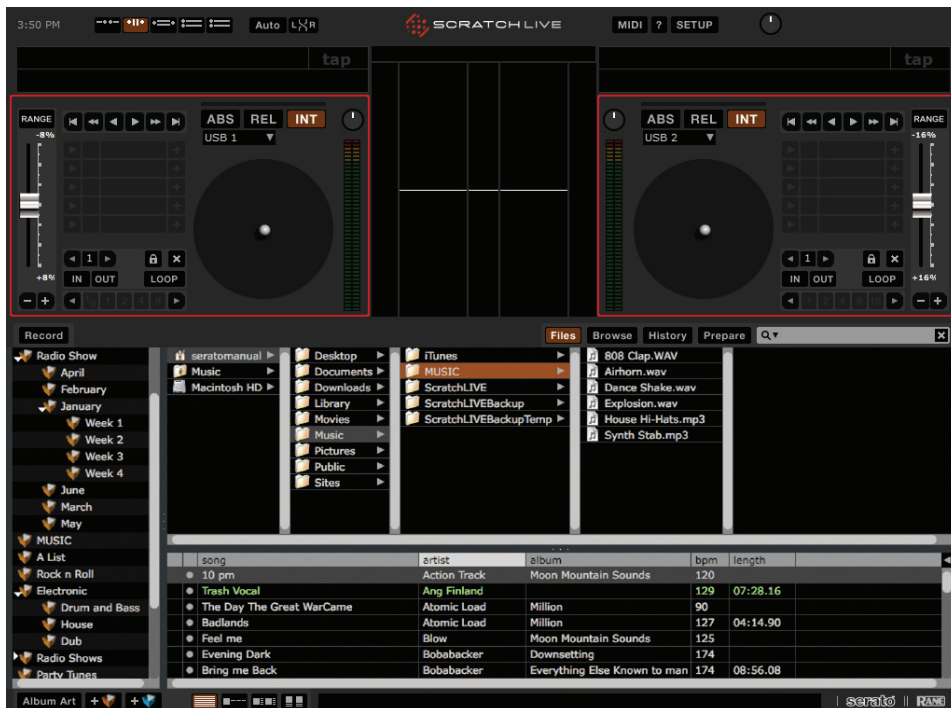 3:50 PM
Auto L R
SCRATCH LIVE
MIDI ? SETUP
tap
tap
RANGE
-8%
+8%
ABS REL INT
USB 1
1
IN OUT LOOP
1 2 4 8
ABS REL INT
USB 2
RANGE
-16%
+16%
1
IN OUT LOOP
1 2 4 8 16
Record
Files Browse History Prepare
Radio Show
April
February
January
Week 1
Week 2
Week 3
Week 4
June
March
May
MUSIC
A List
Rock n Roll
Electronic
Drum and Bass
House
Dub
Radio Shows
Party Tunes
seratomanual
Music
Macintosh HD
Desktop
Documents
Downloads
Library
Movies
Music
Pictures
Public
Sites
iTunes
MUSIC
ScratchLIVE
ScratchLIVEBackup
ScratchLIVEBackupTemp
808 Clap.WAV
Airhorn.wav
Dance Shake.wav
Explosion.wav
House Hi-Hats.mp3
Synth Stab.mp3
song artist album bpm length
10 pm Action Track Moon Mountain Sounds 120
Trash Vocal Ang Finland 129 07:28.16
The Day The Great WarCame Atomic Load Million 90
Badlands Atomic Load Million 127 04:14.90
Feel me Blow Moon Mountain Sounds 125
Evening Dark Bobabacker Downsetting 174
Bring me Back Bobabacker Everything Else Known to man 174 08:56.08
Album Art + +
serato RANE